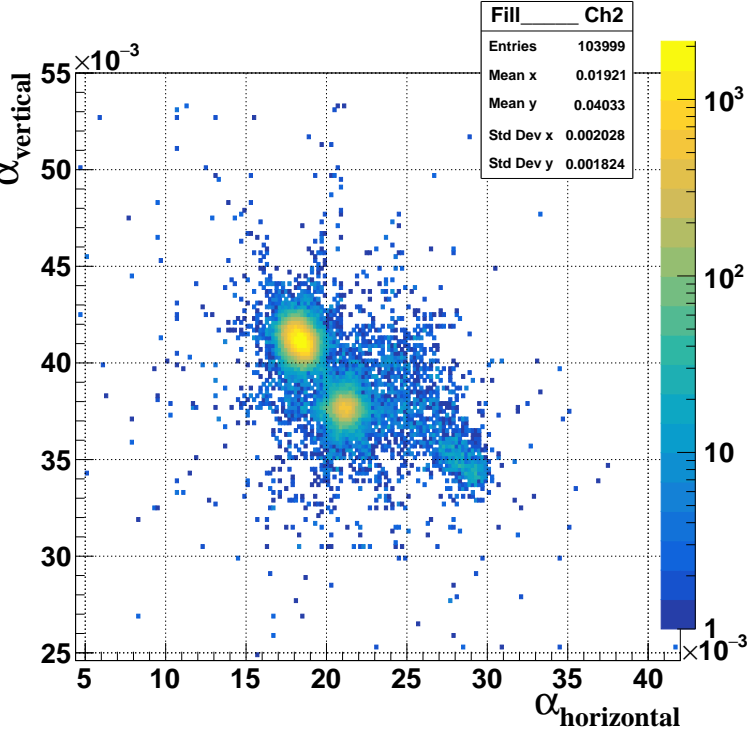 Fill_____ Ch2
Entries 103999
Mean x 0.01921
Mean y 0.04033
Std Dev x 0.002028
Std Dev y 0.001824
×10⁻³
α_vertical
55
50
45
40
35
30
25
5 10 15 20 25 30 35 40
×10⁻³
α_horizontal
10³
10²
10
1